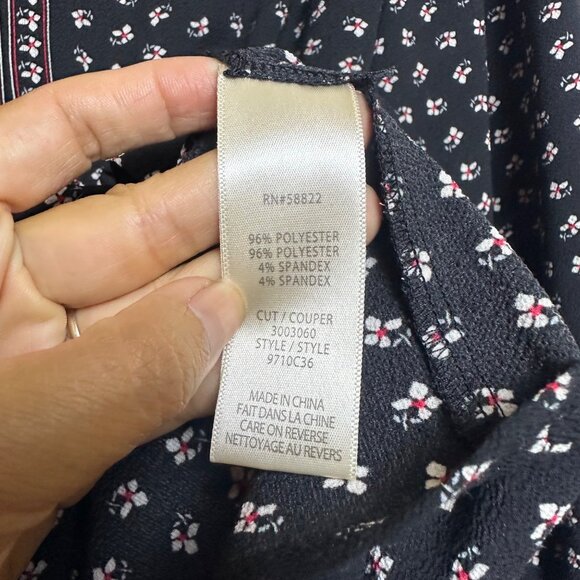 RN#58822
96% POLYESTER
96% POLYESTER
4% SPANDEX
4% SPANDEX
CUT / COUPER
3003060
STYLE / STYLE
9710C36
MADE IN CHINA
FAIT DANS LA CHINE
CARE ON REVERSE
NETTOYAGE AU REVERS